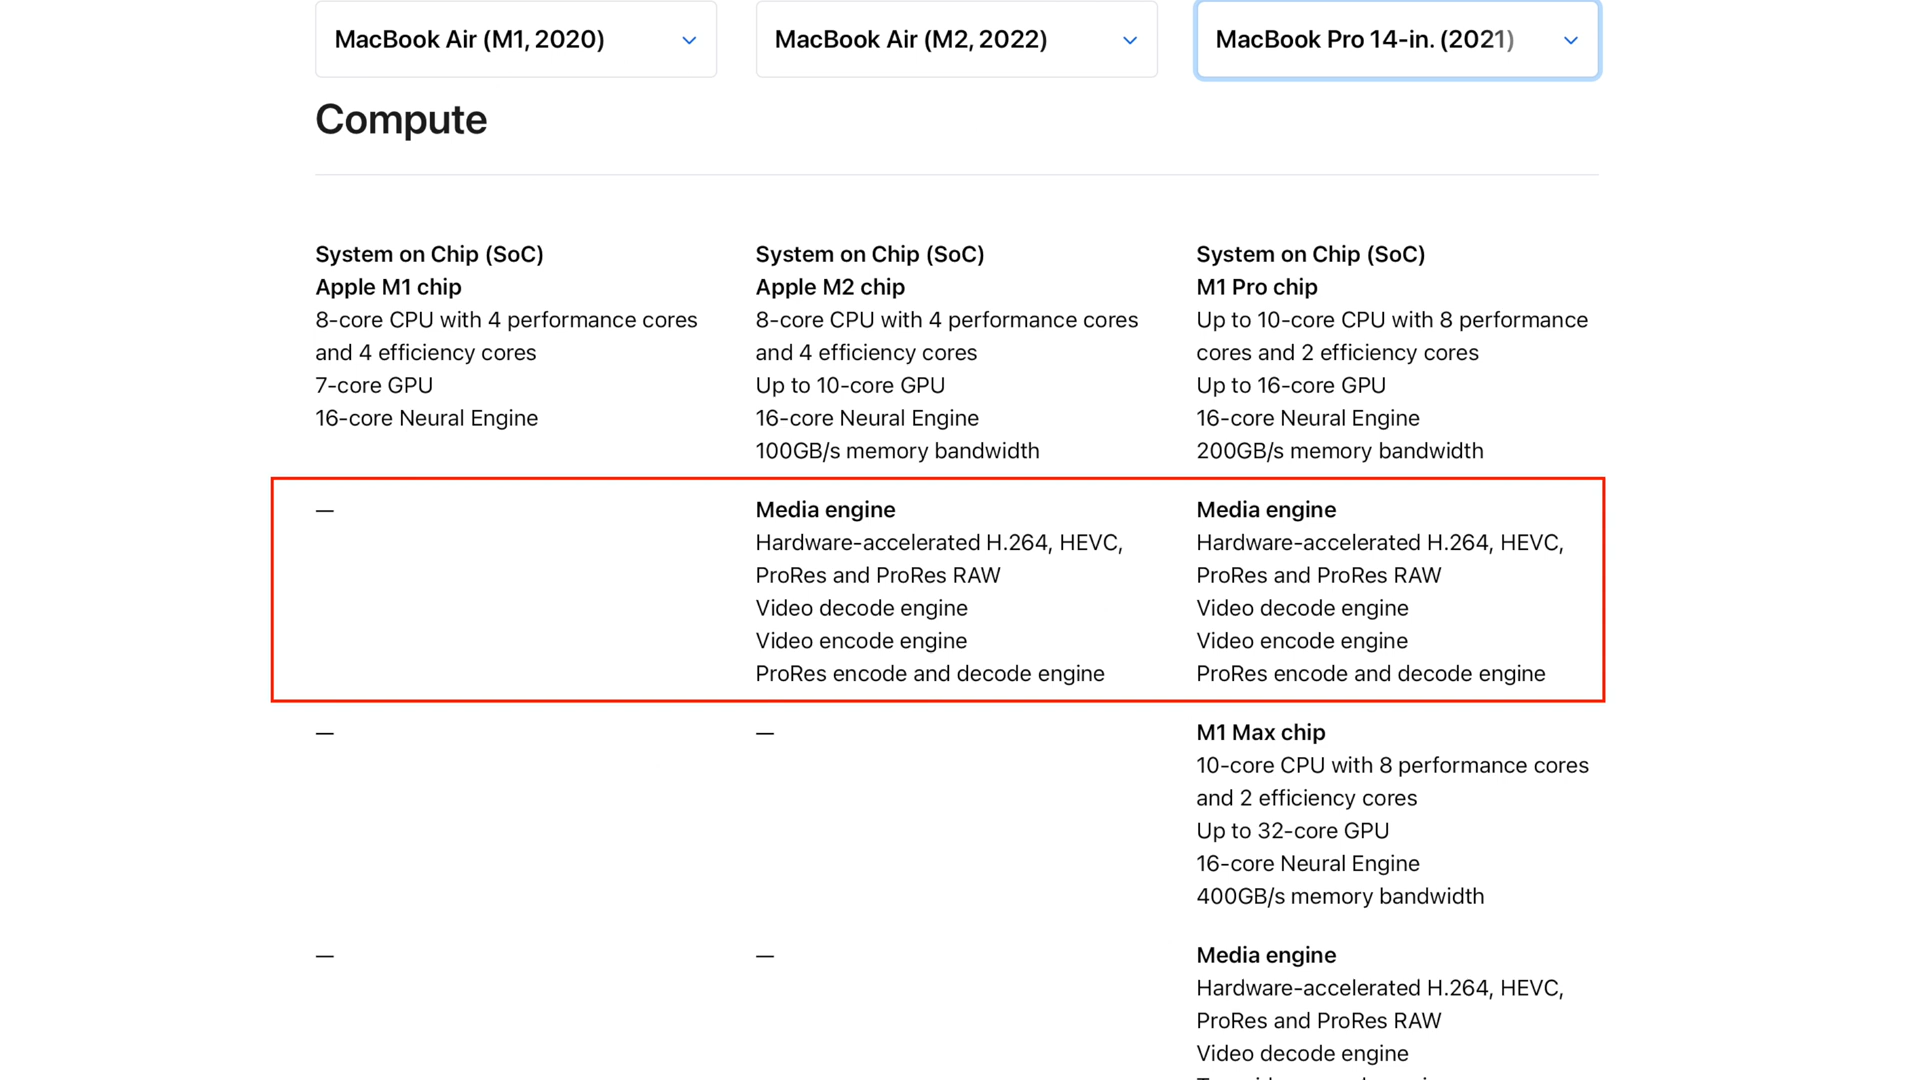 MacBook Air (M1, 2020)
MacBook Air (M2, 2022)
MacBook Pro 14-in. (2021)
Compute
System on Chip (SoC)
Apple M1 chip
8-core CPU with 4 performance cores
and 4 efficiency cores
7-core GPU
16-core Neural Engine
System on Chip (SoC)
Apple M2 chip
8-core CPU with 4 performance cores
and 4 efficiency cores
Up to 10-core GPU
16-core Neural Engine
100GB/s memory bandwidth
System on Chip (SoC)
M1 Pro chip
Up to 10-core CPU with 8 performance
cores and 2 efficiency cores
Up to 16-core GPU
16-core Neural Engine
200GB/s memory bandwidth
—
Media engine
Hardware-accelerated H.264, HEVC,
ProRes and ProRes RAW
Video decode engine
Video encode engine
ProRes encode and decode engine
Media engine
Hardware-accelerated H.264, HEVC,
ProRes and ProRes RAW
Video decode engine
Video encode engine
ProRes encode and decode engine
—
—
M1 Max chip
10-core CPU with 8 performance cores
and 2 efficiency cores
Up to 32-core GPU
16-core Neural Engine
400GB/s memory bandwidth
—
—
Media engine
Hardware-accelerated H.264, HEVC,
ProRes and ProRes RAW
Video decode engine